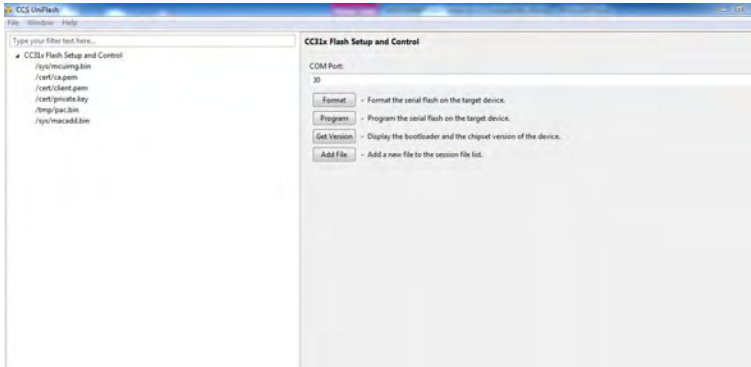 CCS UniFlash
File Window Help
Type your filter text here...
CC31x Flash Setup and Control
/sys/mcuimg.bin
/cert/ca.pem
/cert/client.pem
/cert/private.key
/tmp/pac.bin
/sys/macadd.bin
CC31x Flash Setup and Control
COM Port:
30
Format - Format the serial flash on the target device.
Program - Program the serial flash on the target device.
Get Version - Display the bootloader and the chipset version of the device.
Add File - Add a new file to the session file list.